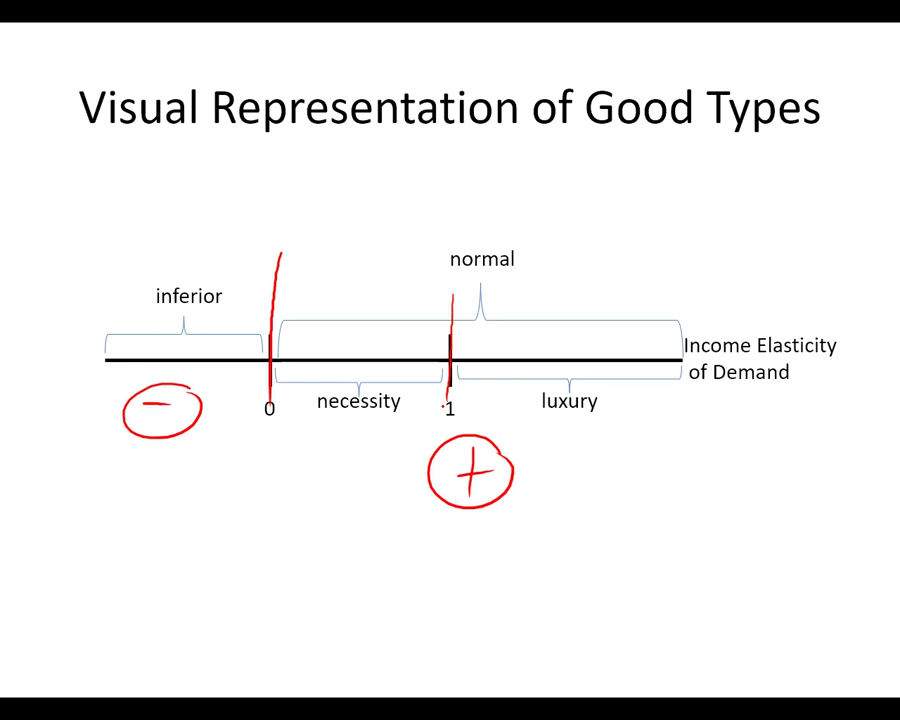 Visual Representation of Good Types
normal
inferior
Income Elasticity
of Demand
necessity
luxury
0
1
−
+